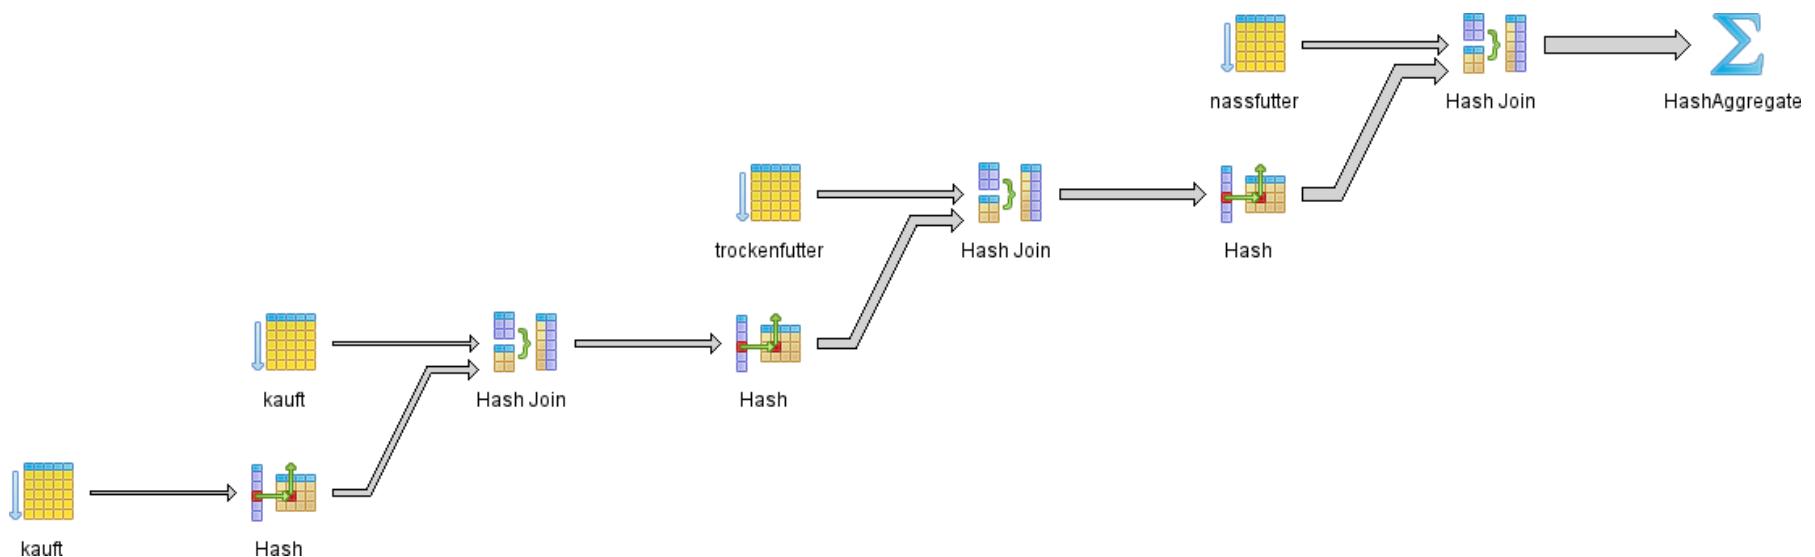 nassfutter
Hash Join
HashAggregate
trockenfutter
Hash Join
Hash
kauft
Hash Join
Hash
kauft
Hash